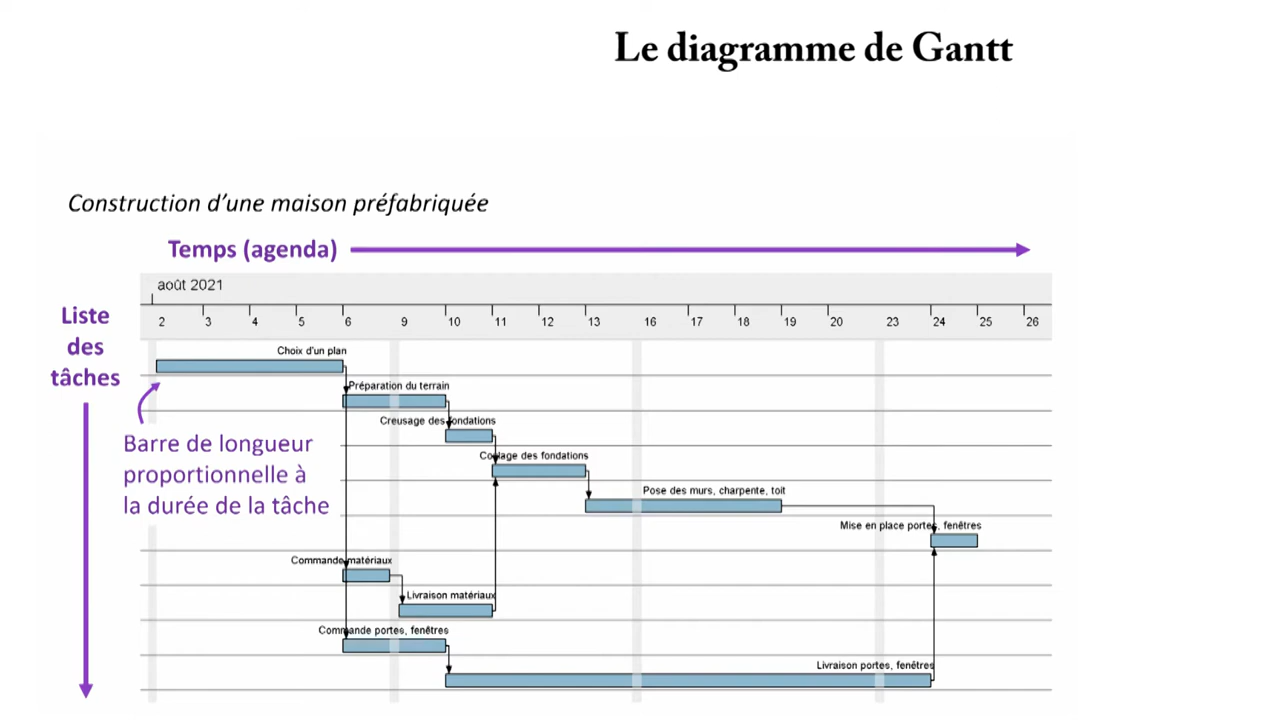 Le diagramme de Gantt
Construction d'une maison préfabriquée
Temps (agenda)
août 2021
2 3 4 5 6 9 10 11 12 13 16 17 18 19 20 23 24 25 26
Liste
des
tâches
Choix d'un plan
Préparation du terrain
Creusage des fondations
Barre de longueur
proportionnelle à
la durée de la tâche
Coulage des fondations
Pose des murs, charpente, toit
Mise en place portes, fenêtres
Commande matériaux
Livraison matériaux
Commande portes, fenêtres
Livraison portes, fenêtres